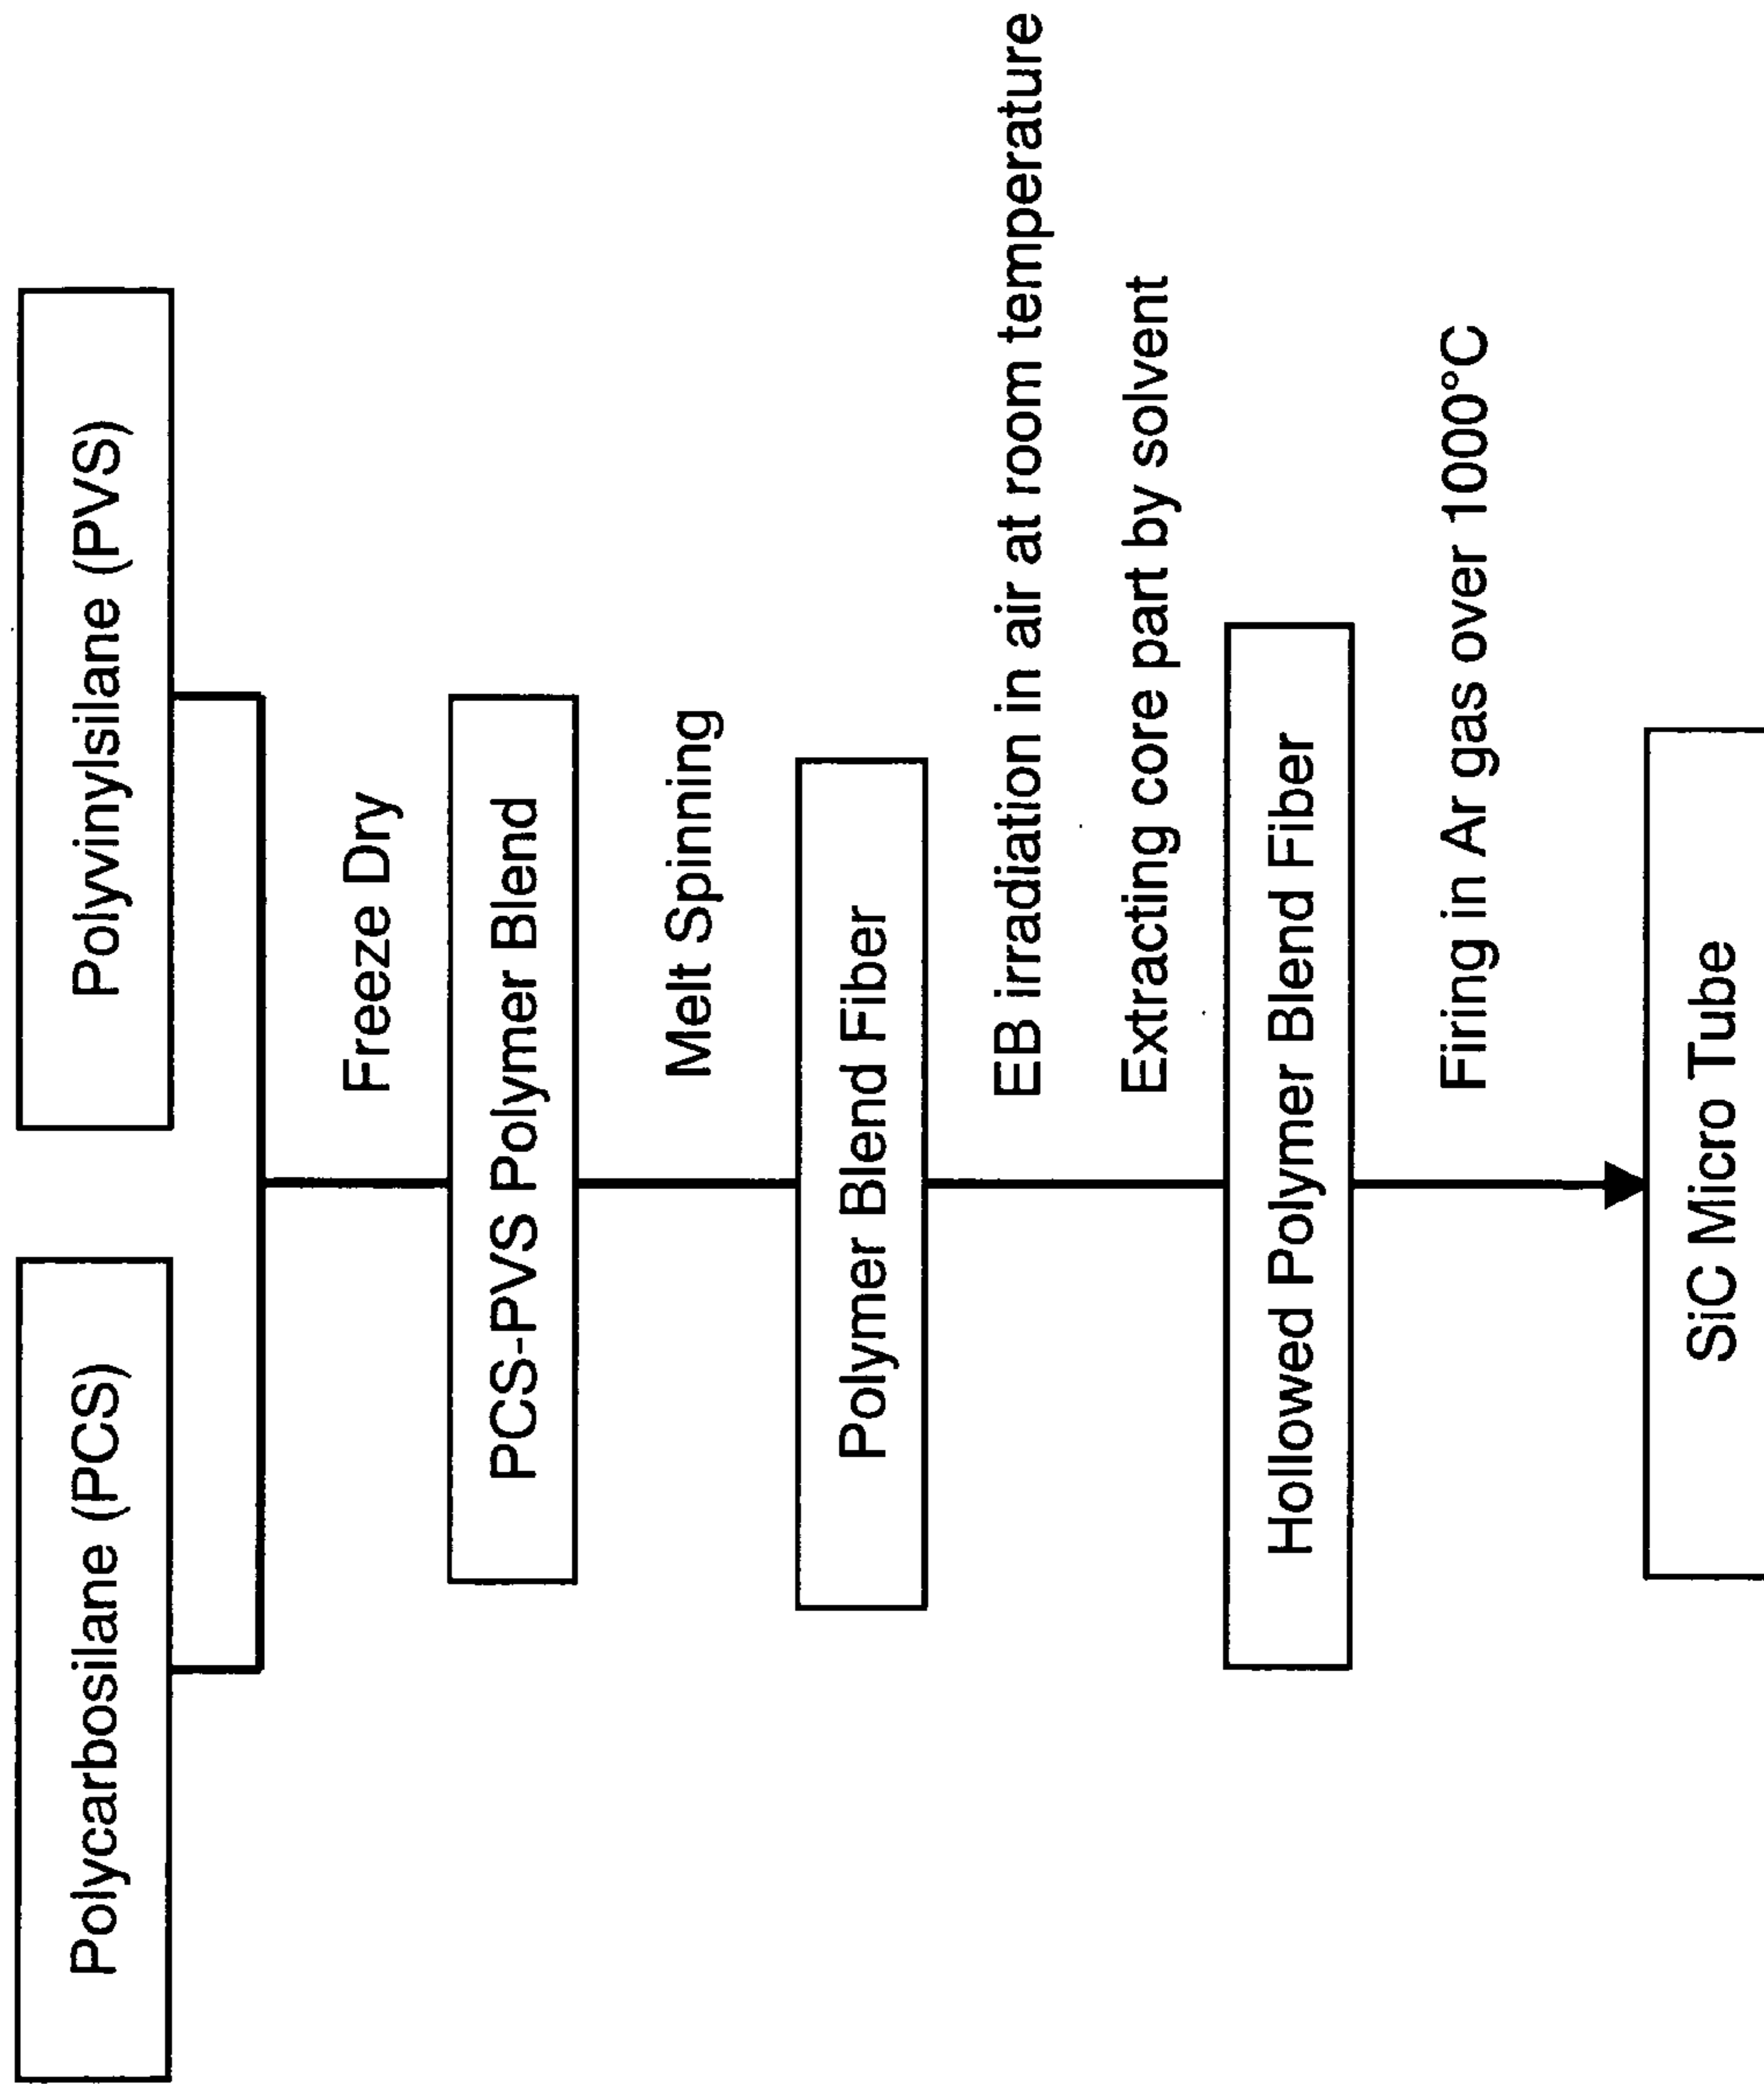 Polycarbosilane (PCS)
Polyvinylsilane (PVS)
Freeze Dry
PCS-PVS Polymer Blend
Melt Spinning
Polymer Blend Fiber
EB irradiation in air at room temperature
Extracting core part by solvent
Hollowed Polymer Blend Fiber
Firing in Ar gas over 1000°C
SiC Micro Tube